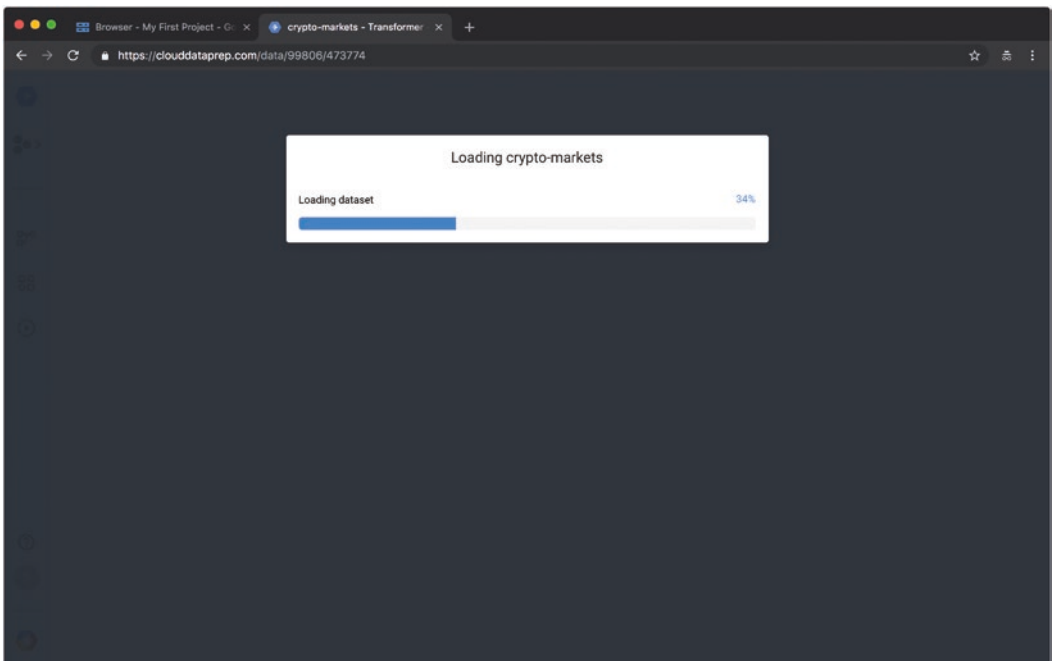 Browser - My First Project - Go
crypto-markets - Transformer
https://clouddataprep.com/data/99806/473774
Loading crypto-markets
Loading dataset
34%